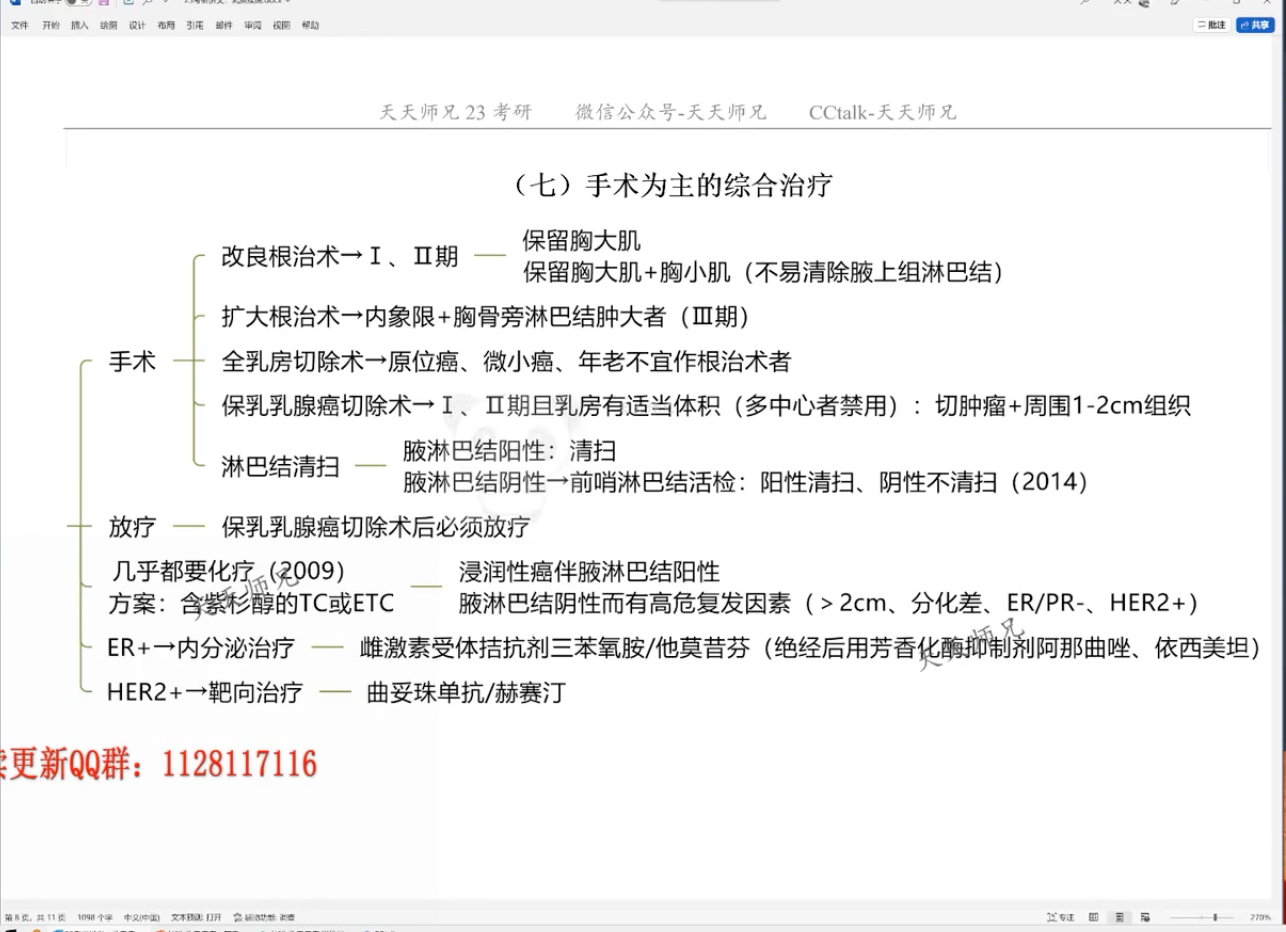 文件 开始 插入 绘图 设计 布局 引用 邮件 审阅 视图 帮助
批注 共享
天天师兄23考研 微信公众号-天天师兄 CCtalk-天天师兄
（七）手术为主的综合治疗
手术
改良根治术→Ⅰ、Ⅱ期
保留胸大肌
保留胸大肌+胸小肌（不易清除腋上组淋巴结）
扩大根治术→内象限+胸骨旁淋巴结肿大者（Ⅲ期）
全乳房切除术→原位癌、微小癌、年老不宜作根治术者
保乳乳腺癌切除术→Ⅰ、Ⅱ期且乳房有适当体积（多中心者禁用）：切肿瘤+周围1-2cm组织
淋巴结清扫
腋淋巴结阳性：清扫
腋淋巴结阴性→前哨淋巴结活检：阳性清扫、阴性不清扫（2014）
放疗
保乳乳腺癌切除术后必须放疗
几乎都要化疗（2009）
方案：含紫杉醇的TC或ETC
浸润性癌伴腋淋巴结阳性
腋淋巴结阴性而有高危复发因素（＞2cm、分化差、ER/PR-、HER2+）
ER+→内分泌治疗
雌激素受体拮抗剂三苯氧胺/他莫昔芬（绝经后用芳香化酶抑制剂阿那曲唑、依西美坦）
HER2+→靶向治疗
曲妥珠单抗/赫赛汀
天天师兄
天天师兄
更新QQ群：1128117116
第8页，共11页 1098个字 中文(中国) 文本预测: 打开 辅助功能: 调查
专注 270%